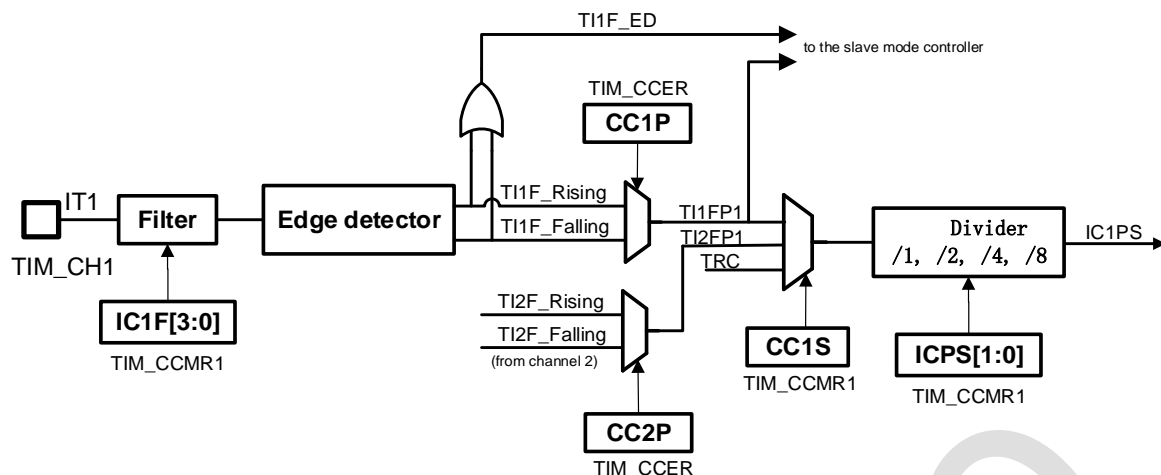 TI1F_ED
to the slave mode controller
TIM_CCER
CC1P
IT1
Filter
Edge detector
TI1F_Rising
TI1F_Falling
TI1FP1
TI2FP1
TRC
Divider
/1, /2, /4, /8
IC1PS
TIM_CH1
IC1F[3:0]
TIM_CCMR1
TI2F_Rising
TI2F_Falling
(from channel 2)
CC1S
TIM_CCMR1
ICPS[1:0]
TIM_CCMR1
CC2P
TIM_CCER